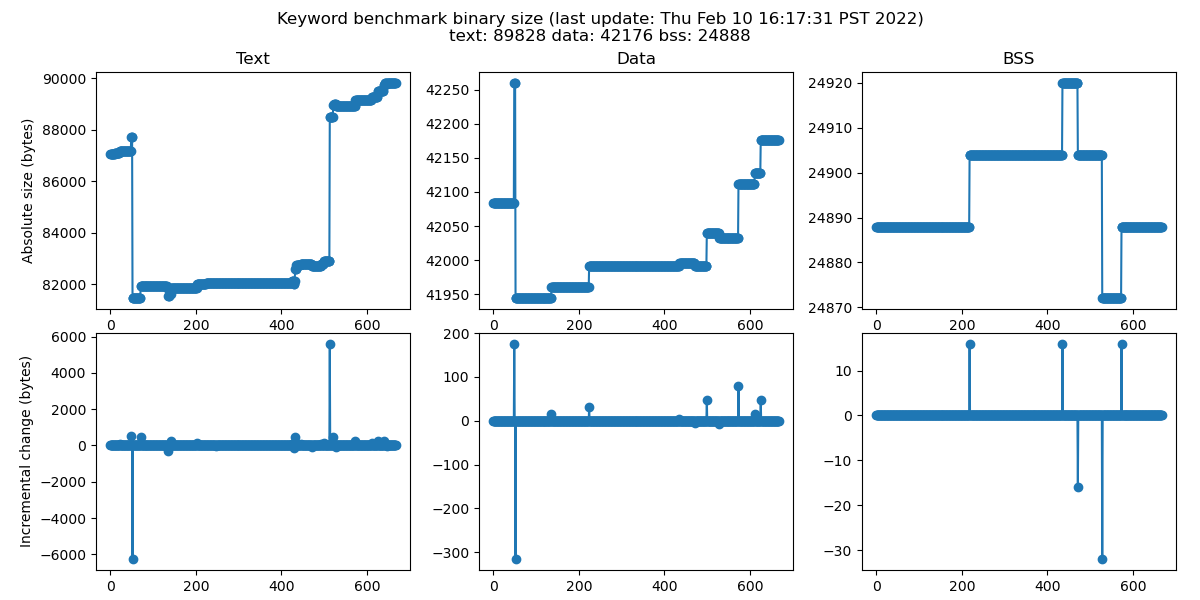 Keyword benchmark binary size (last update: Thu Feb 10 16:17:31 PST 2022)
text: 89828 data: 42176 bss: 24888
Text
Data
BSS
Absolute size (bytes)
90000
88000
86000
84000
82000
0 200 400 600
42250
42200
42150
42100
42050
42000
41950
0 200 400 600
24920
24910
24900
24890
24880
24870
0 200 400 600
Incremental change (bytes)
6000
4000
2000
0
−2000
−4000
−6000
0 200 400 600
200
100
0
−100
−200
−300
0 200 400 600
10
0
−10
−20
−30
0 200 400 600